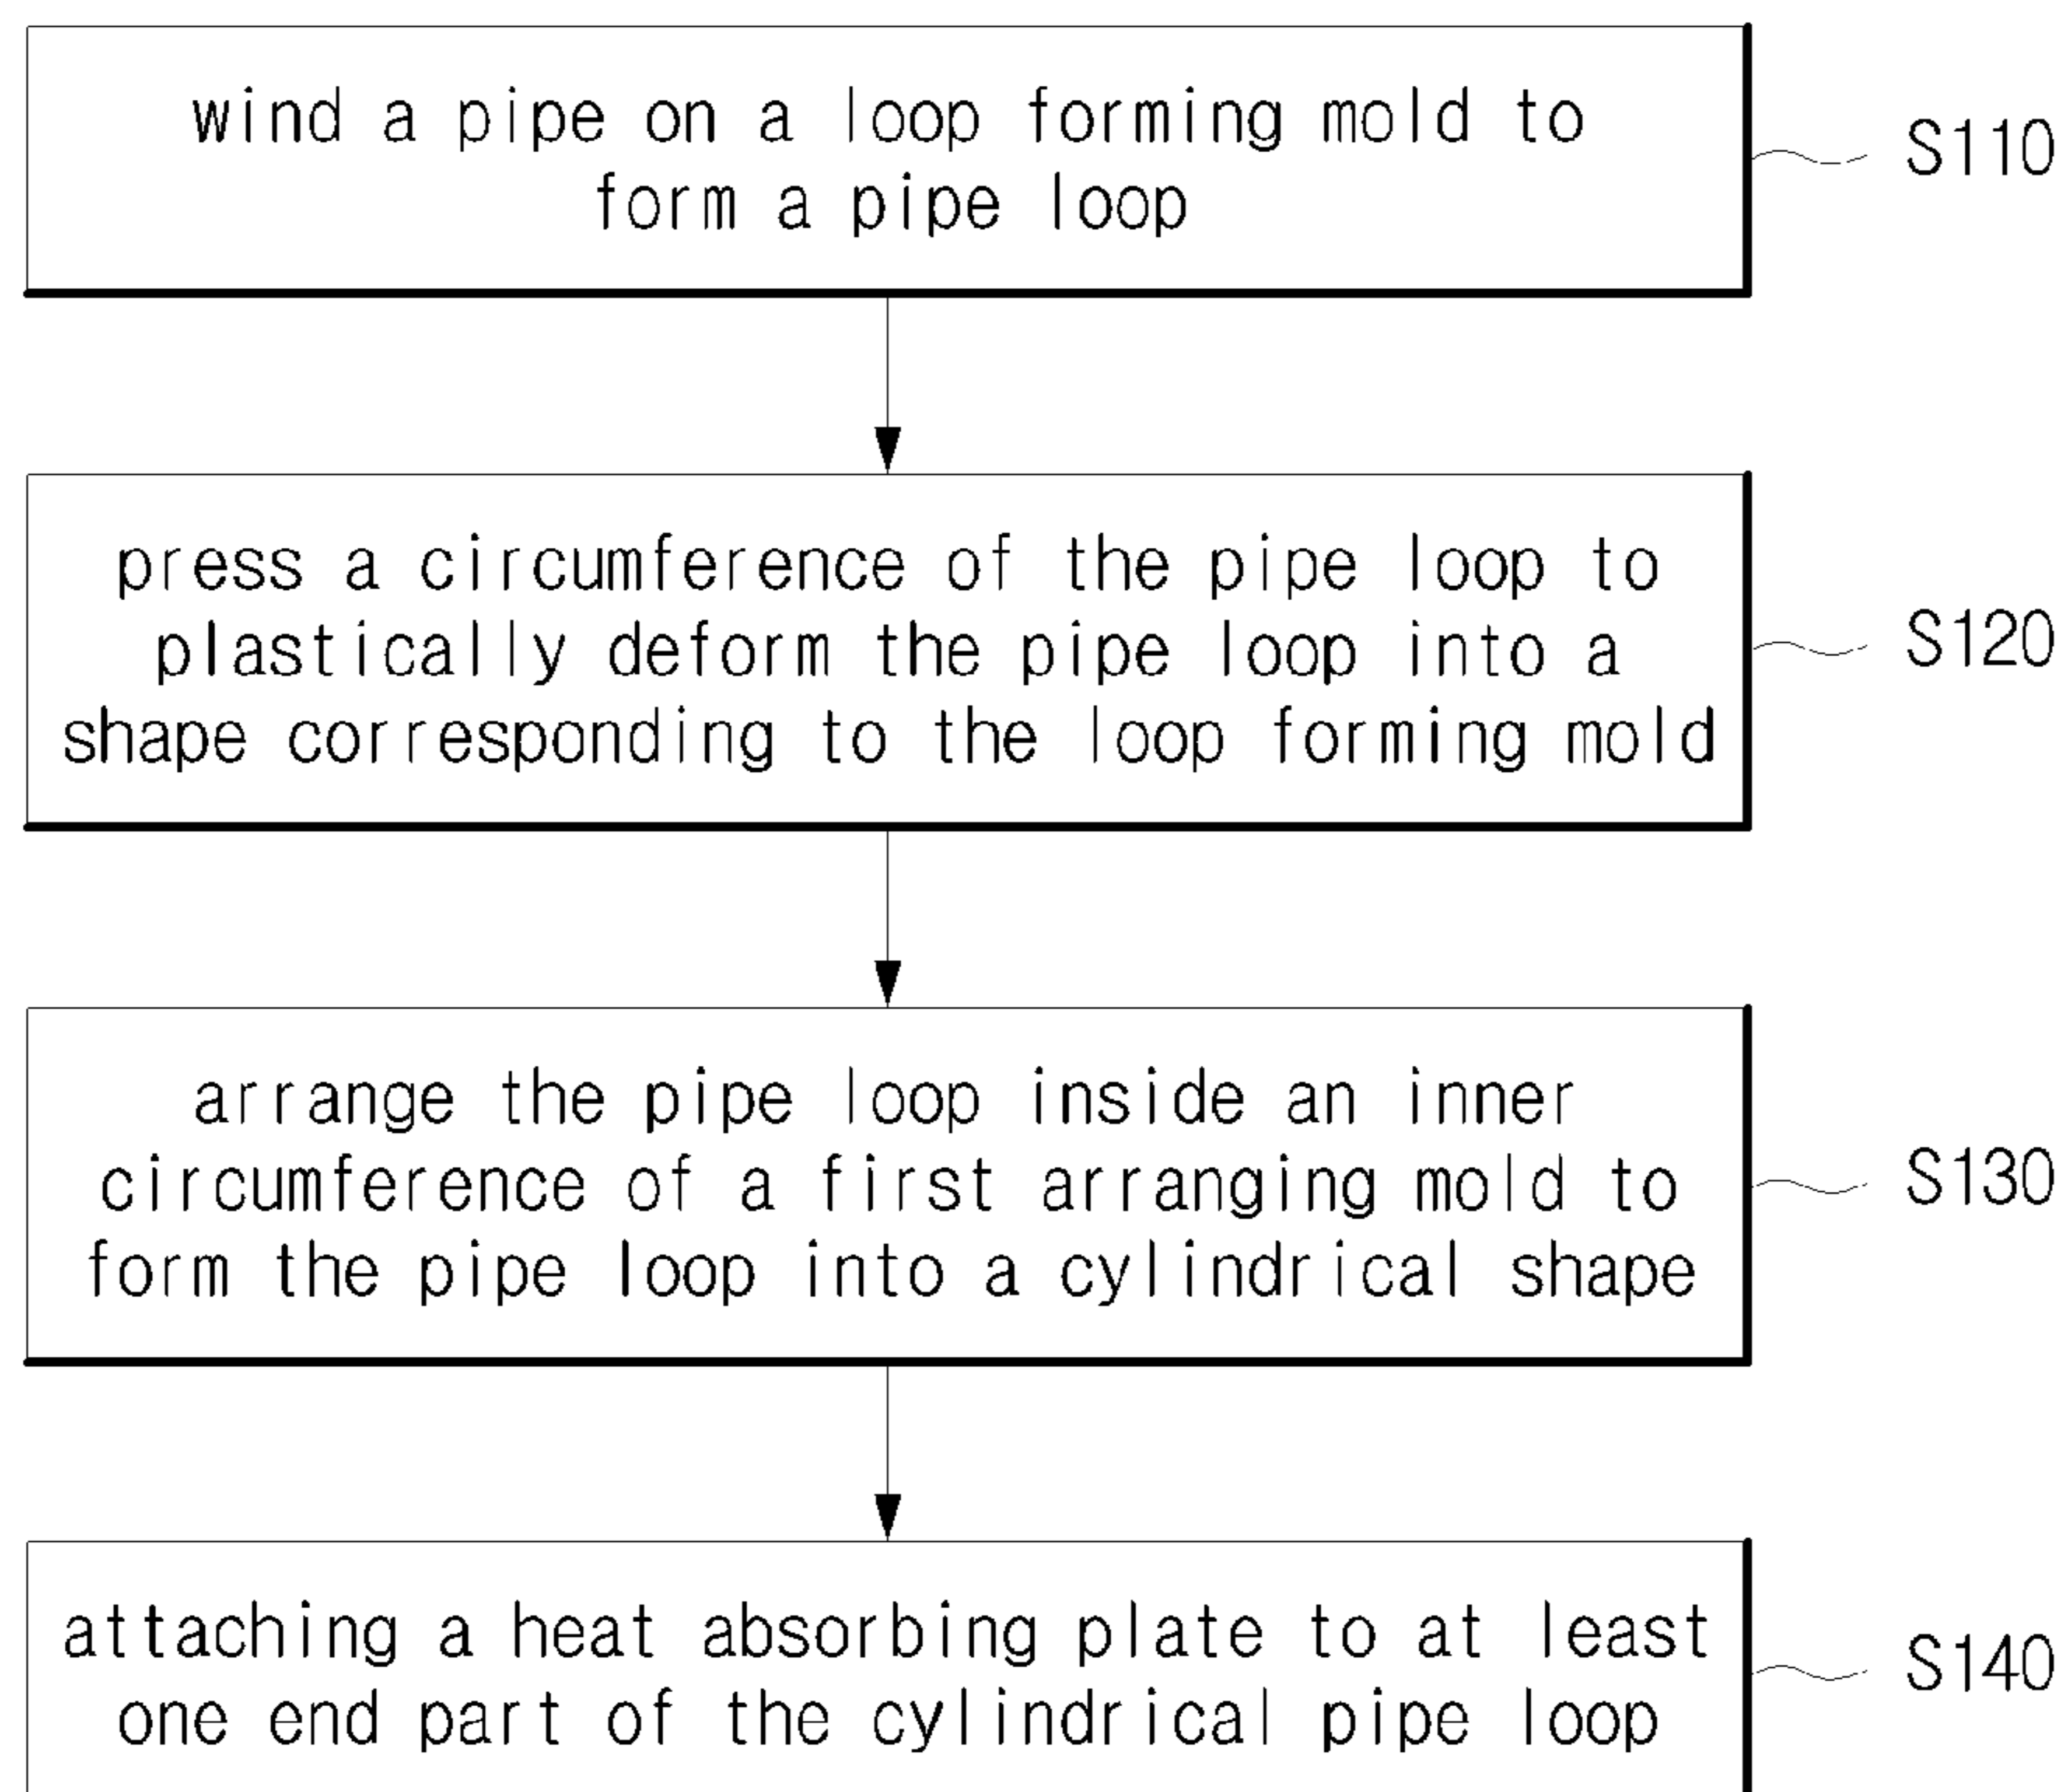 wind a pipe on a loop forming mold to
form a pipe loop
S110
press a circumference of the pipe loop to
plastically deform the pipe loop into a
shape corresponding to the loop forming mold
S120
arrange the pipe loop inside an inner
circumference of a first arranging mold to
form the pipe loop into a cylindrical shape
S130
attaching a heat absorbing plate to at least
one end part of the cylindrical pipe loop
S140